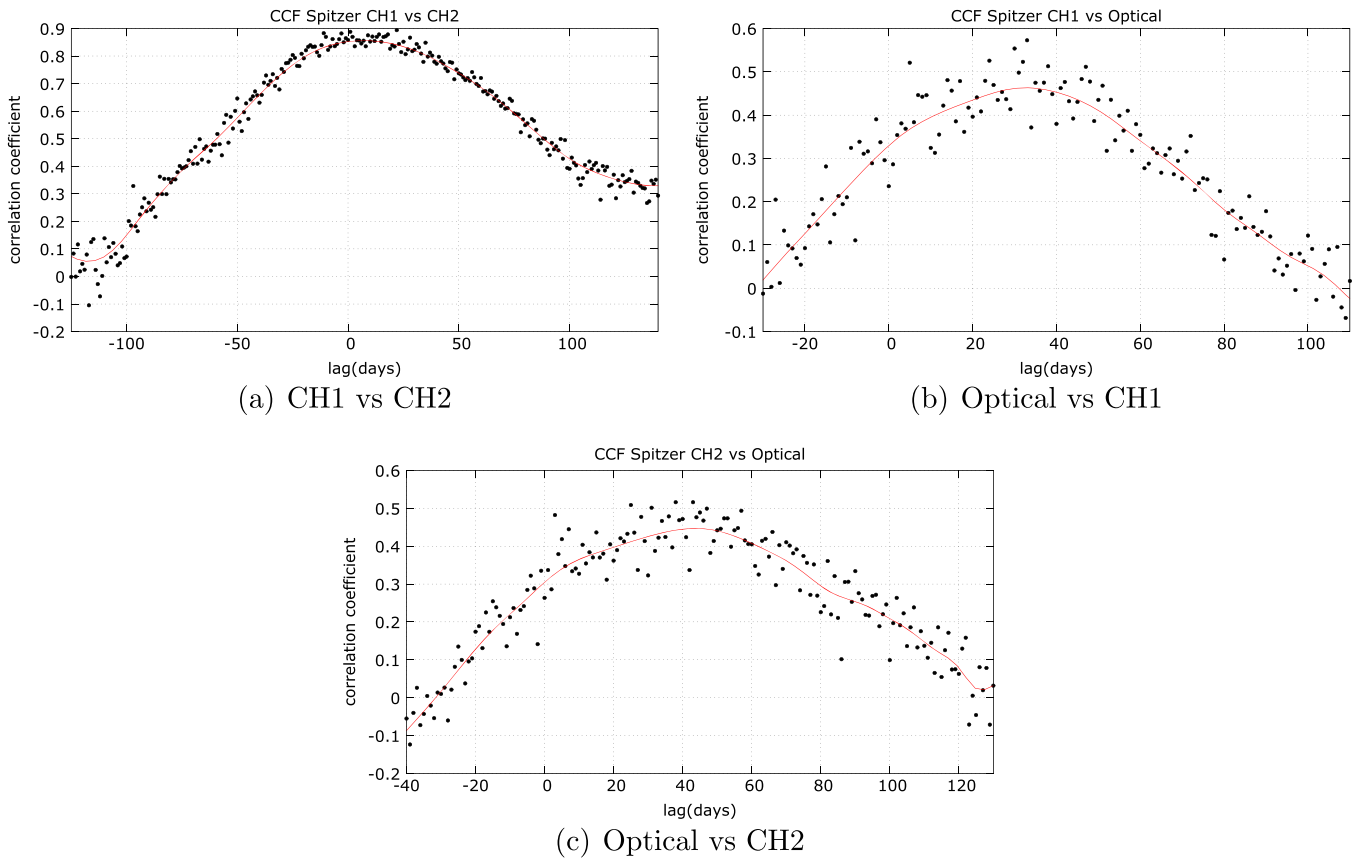 CCF Spitzer CH1 vs CH2
0.9
0.8
0.7
0.6
0.5
0.4
0.3
0.2
0.1
0
-0.1
-0.2
correlation coefficient
-100 -50 0 50 100
lag(days)
(a) CH1 vs CH2
CCF Spitzer CH1 vs Optical
0.6
0.5
0.4
0.3
0.2
0.1
0
-0.1
correlation coefficient
-20 0 20 40 60 80 100
lag(days)
(b) Optical vs CH1
CCF Spitzer CH2 vs Optical
0.6
0.5
0.4
0.3
0.2
0.1
0
-0.1
-0.2
correlation coefficient
-40 -20 0 20 40 60 80 100 120
lag(days)
(c) Optical vs CH2